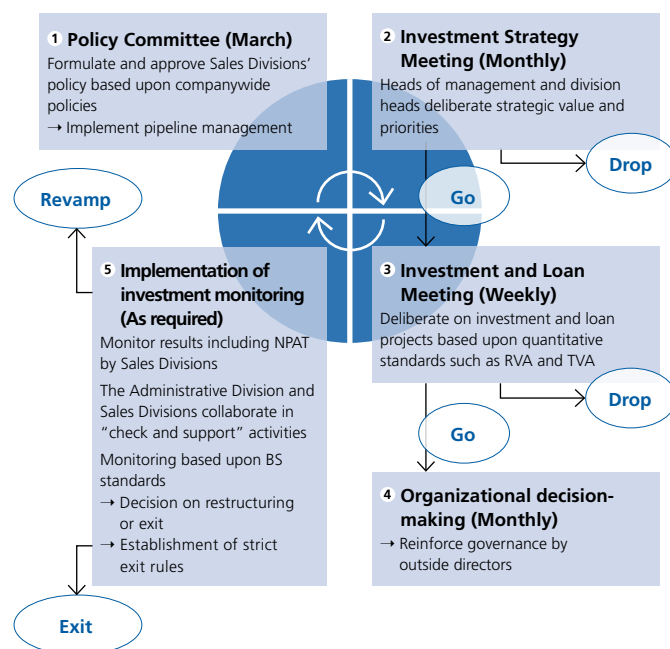 1 Policy Committee (March)
Formulate and approve Sales Divisions’
policy based upon companywide
policies
→ Implement pipeline management
2 Investment Strategy
Meeting (Monthly)
Heads of management and division
heads deliberate strategic value and
priorities
Drop
Go
3 Investment and Loan
Meeting (Weekly)
Deliberate on investment and loan
projects based upon quantitative
standards such as RVA and TVA
Drop
Go
4 Organizational decision-
making (Monthly)
→ Reinforce governance by
outside directors
Revamp
5 Implementation of
investment monitoring
(As required)
Monitor results including NPAT
by Sales Divisions
The Administrative Division and
Sales Divisions collaborate in
“check and support” activities
Monitoring based upon BS
standards
→ Decision on restructuring
or exit
→ Establishment of strict
exit rules
Exit